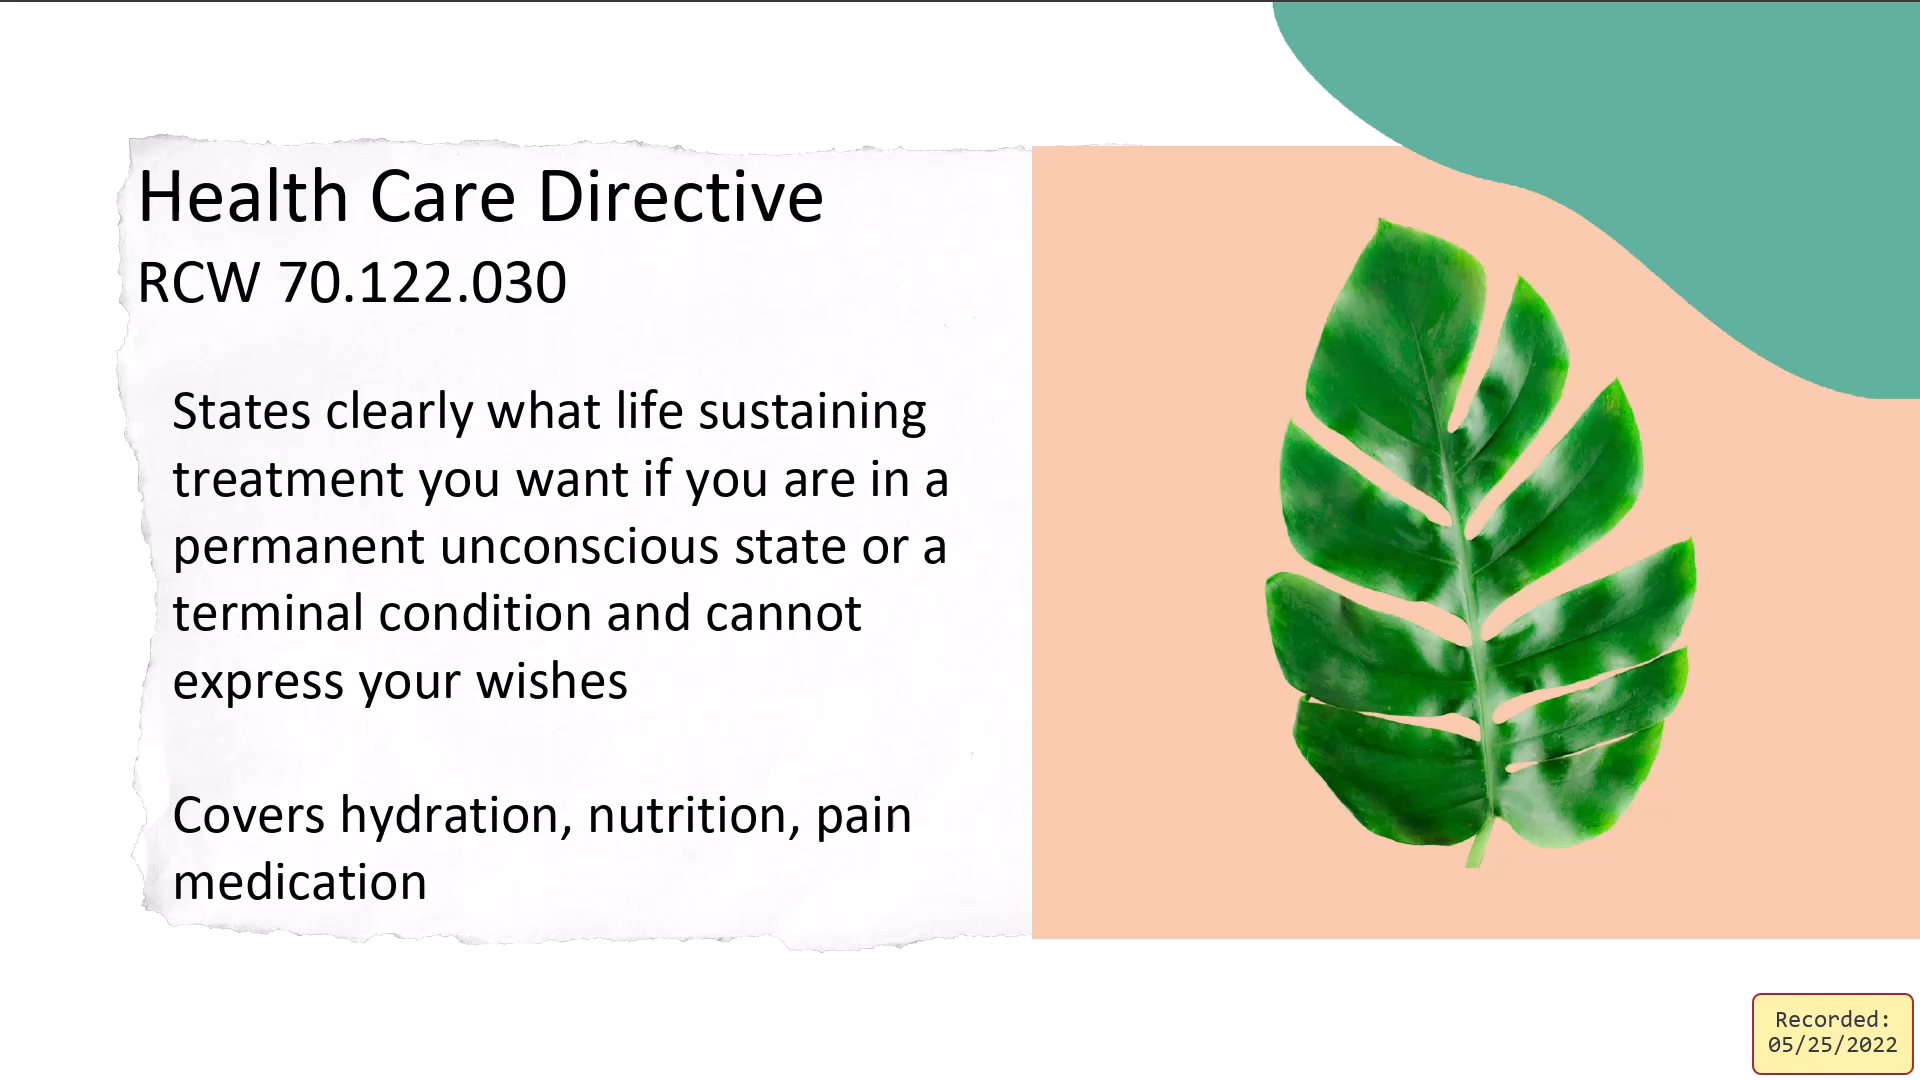 Health Care Directive
RCW 70.122.030
States clearly what life sustaining
treatment you want if you are in a
permanent unconscious state or a
terminal condition and cannot
express your wishes
Covers hydration, nutrition, pain
medication
Recorded:
05/25/2022